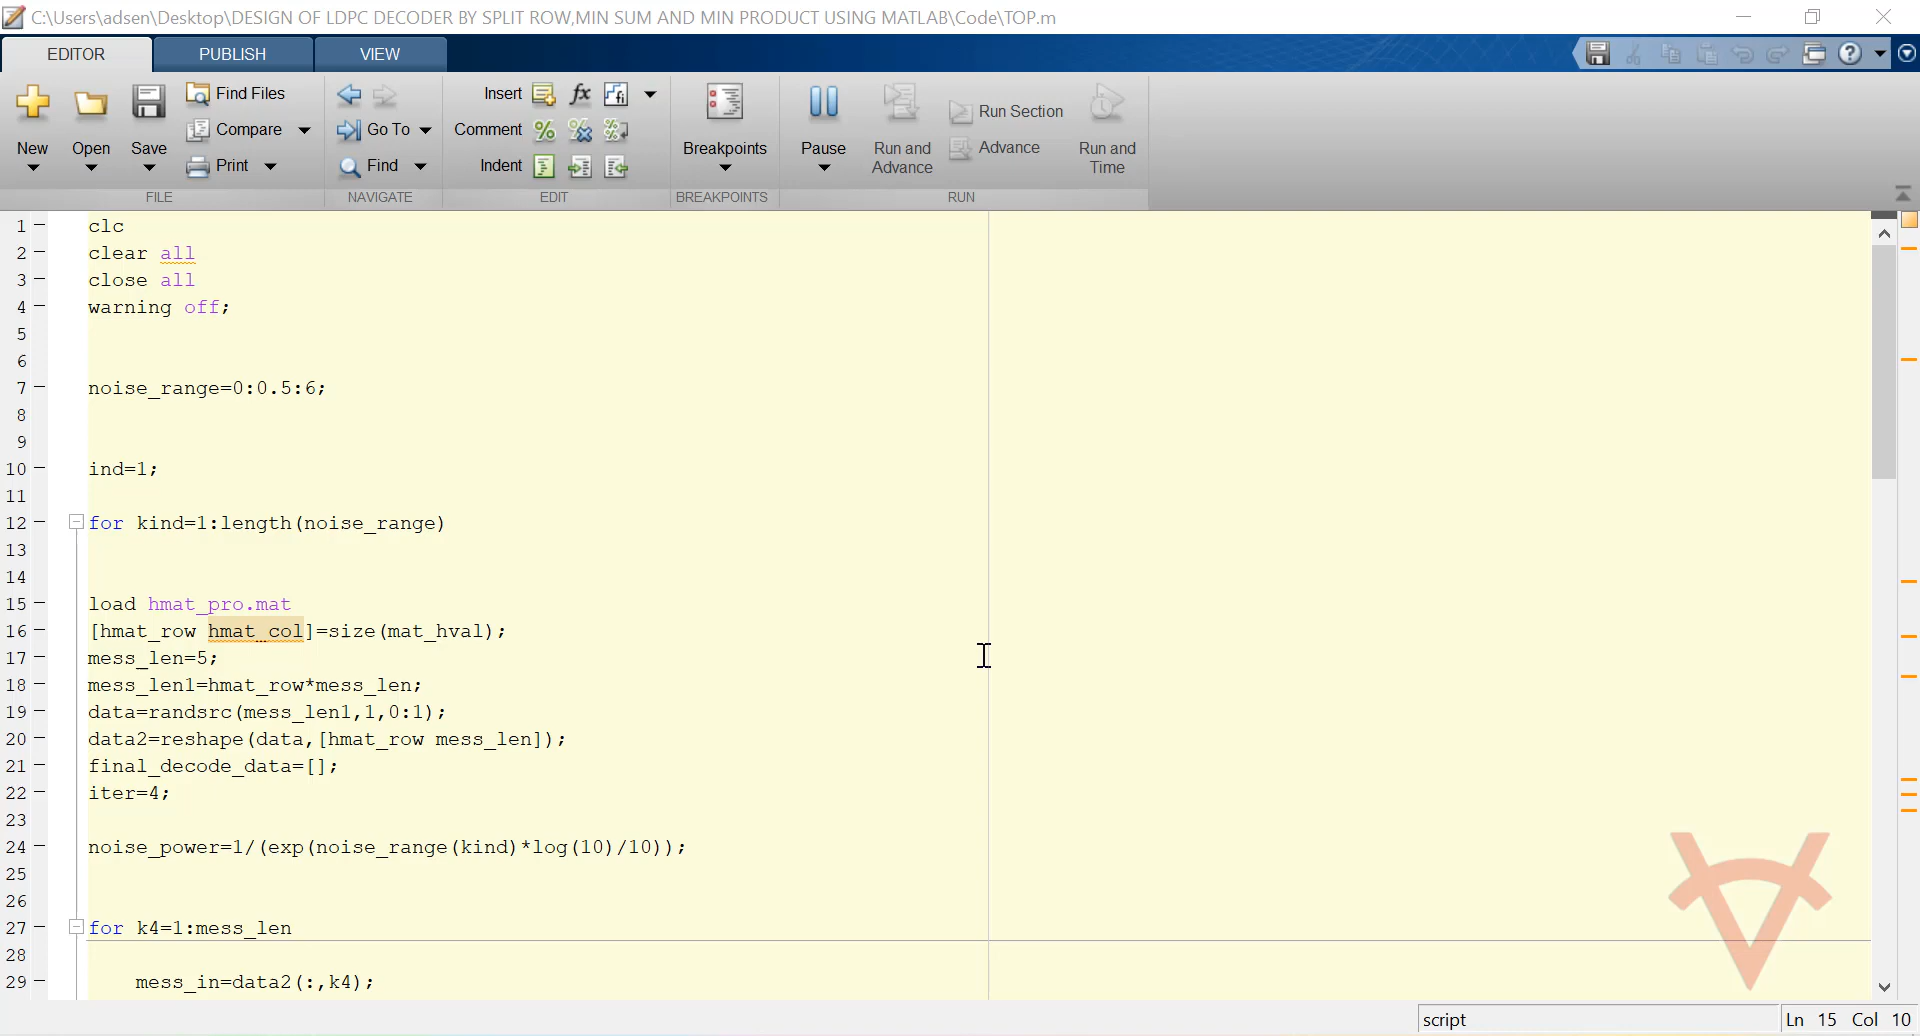 C:\Users\adsen\Desktop\DESIGN OF LDPC DECODER BY SPLIT ROW,MIN SUM AND MIN PRODUCT USING MATLAB\Code\TOP.m
EDITOR PUBLISH VIEW
New Open Save Find Files Compare Print
Go To Find
Insert fx Comment Indent
Breakpoints
Pause Run and Advance Run Section Advance Run and Time
FILE NAVIGATE EDIT BREAKPOINTS RUN
1 clc
2 clear all
3 close all
4 warning off;
5
6
7 noise_range=0:0.5:6;
8
9
10 ind=1;
11
12 for kind=1:length(noise_range)
13
14
15 load hmat_pro.mat
16 [hmat_row hmat_col]=size(mat_hval);
17 mess_len=5;
18 mess_len1=hmat_row*mess_len;
19 data=randsrc(mess_len1,1,0:1);
20 data2=reshape(data,[hmat_row mess_len]);
21 final_decode_data=[];
22 iter=4;
23
24 noise_power=1/(exp(noise_range(kind)*log(10)/10));
25
26
27 for k4=1:mess_len
28
29 mess_in=data2(:,k4);
script Ln 15 Col 10